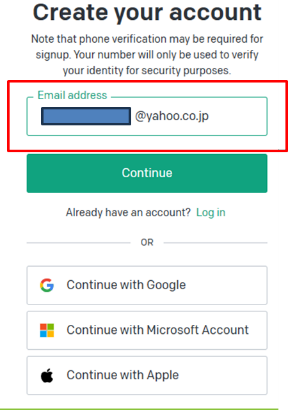 Create your account
Note that phone verification may be required for
signup. Your number will only be used to verify
your identity for security purposes.
Email address
@yahoo.co.jp
Continue
Already have an account? Log in
OR
Continue with Google
Continue with Microsoft Account
Continue with Apple